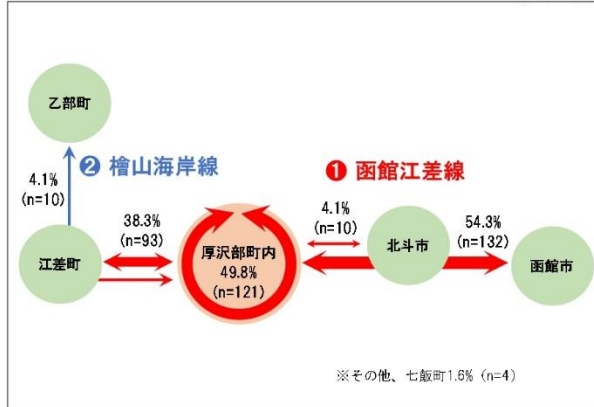 乙部町
❷ 檜山海岸線
4.1%
(n=10)
❶ 函館江差線
38.3%
(n=93)
4.1%
(n=10)
54.3%
(n=132)
江差町
厚沢部町内
49.8%
(n=121)
北斗市
函館市
※その他、七飯町1.6% (n=4)